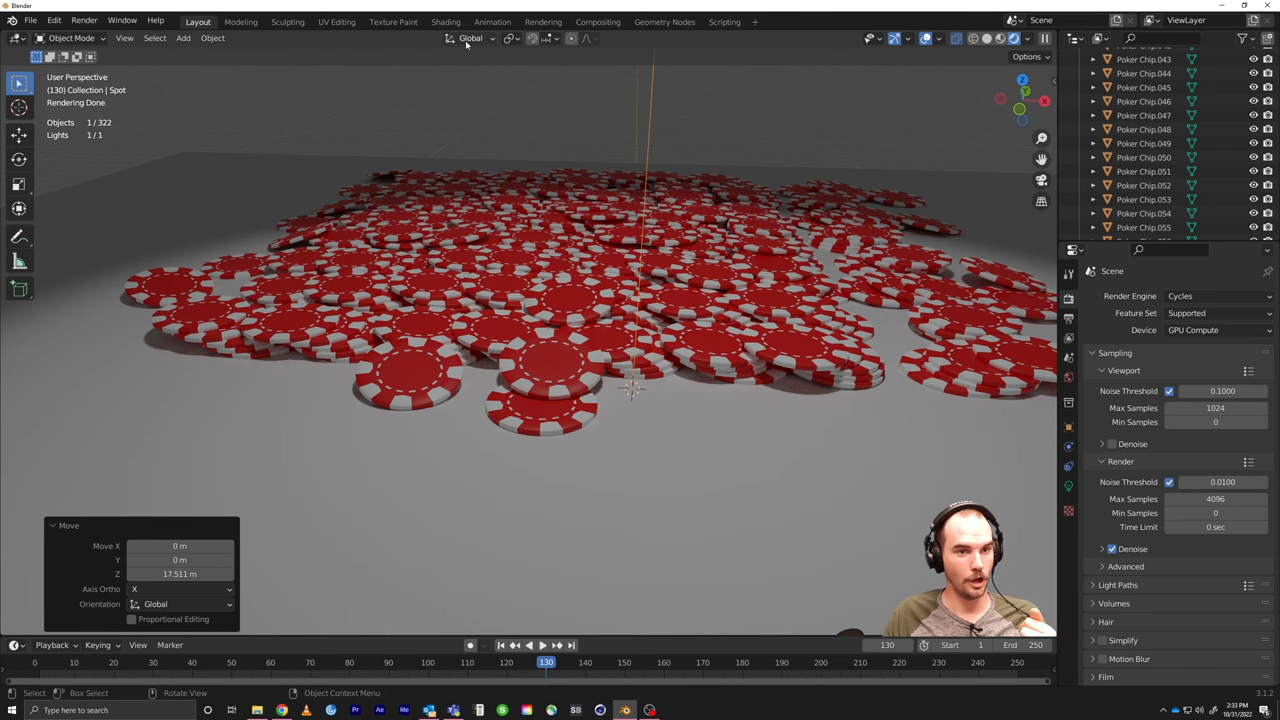 Blender
File Edit Render Window Help Layout Modeling Sculpting UV Editing Texture Paint Shading Animation Rendering Compositing Geometry Nodes Scripting + Scene ViewLayer
Object Mode View Select Add Object Global
Options
User Perspective
(130) Collection | Spot
Rendering Done
Objects 1 / 322
Lights 1 / 1
Z
Y
X
Poker Chip.043
Poker Chip.044
Poker Chip.045
Poker Chip.046
Poker Chip.047
Poker Chip.048
Poker Chip.049
Poker Chip.050
Poker Chip.051
Poker Chip.052
Poker Chip.053
Poker Chip.054
Poker Chip.055
Scene
Render Engine Cycles
Feature Set Supported
Device GPU Compute
Sampling
Viewport
Noise Threshold 0.1000
Max Samples 1024
Min Samples 0
Denoise
Render
Noise Threshold 0.0100
Max Samples 4096
Min Samples 0
Time Limit 0 sec
Denoise
Advanced
Light Paths
Volumes
Hair
Simplify
Motion Blur
Film
Move
Move X 0 m
Y 0 m
Z 17.511 m
Axis Ortho X
Orientation Global
Proportional Editing
Playback Keying View Marker 130 Start 1 End 250
0 10 20 30 40 50 60 70 80 90 100 110 120 130 140 150 160 170 180 190 200 210 220 230 240 250
Select Box Select Rotate View Object Context Menu 3.1.2
Type here to search
2:33 PM
10/31/2022